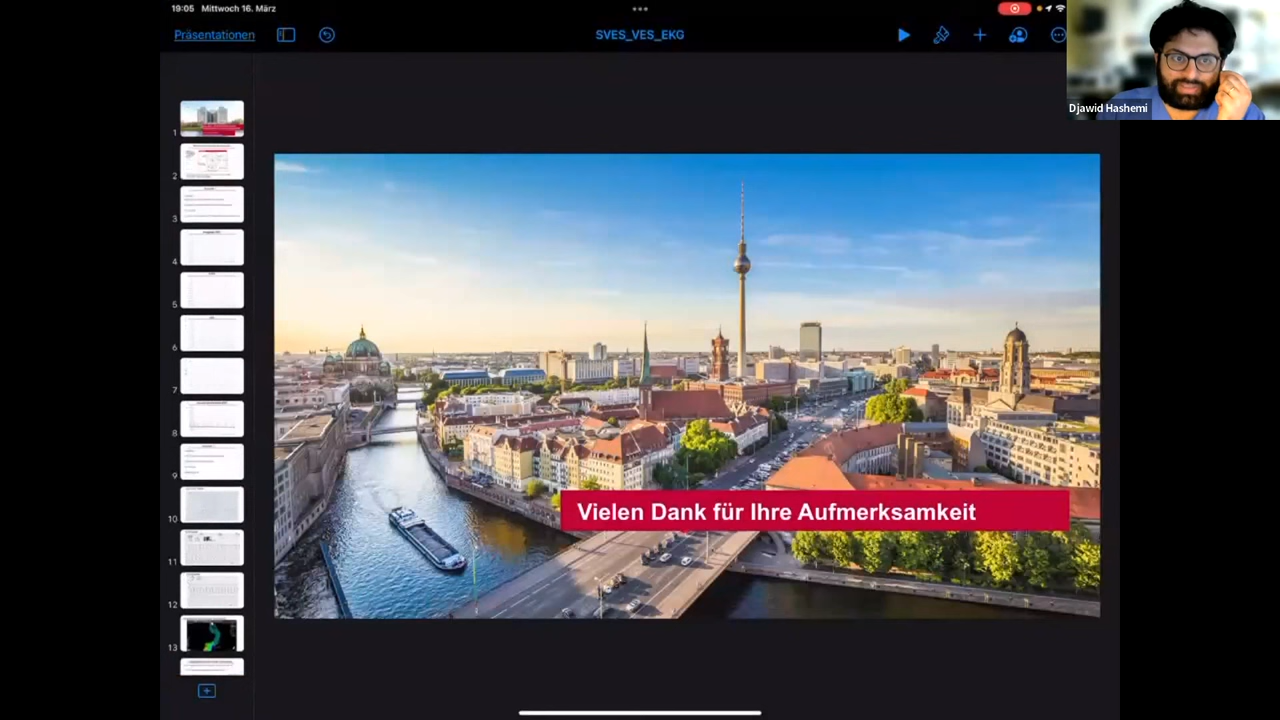 19:05 Mittwoch 16. März
Präsentationen
SVES_VES_EKG
Djawid Hashemi
1
2
3
4
5
6
7
8
9
10
11
12
13
Vielen Dank für Ihre Aufmerksamkeit